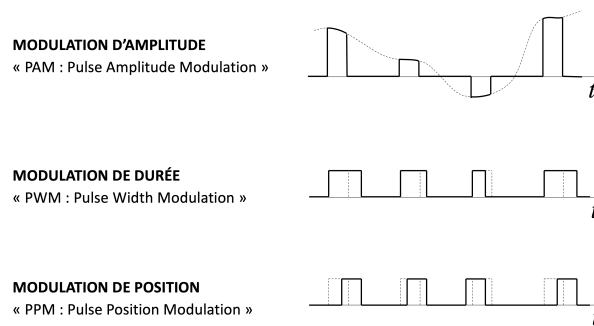 MODULATION D'AMPLITUDE
« PAM : Pulse Amplitude Modulation »
t
MODULATION DE DURÉE
« PWM : Pulse Width Modulation »
t
MODULATION DE POSITION
« PPM : Pulse Position Modulation »